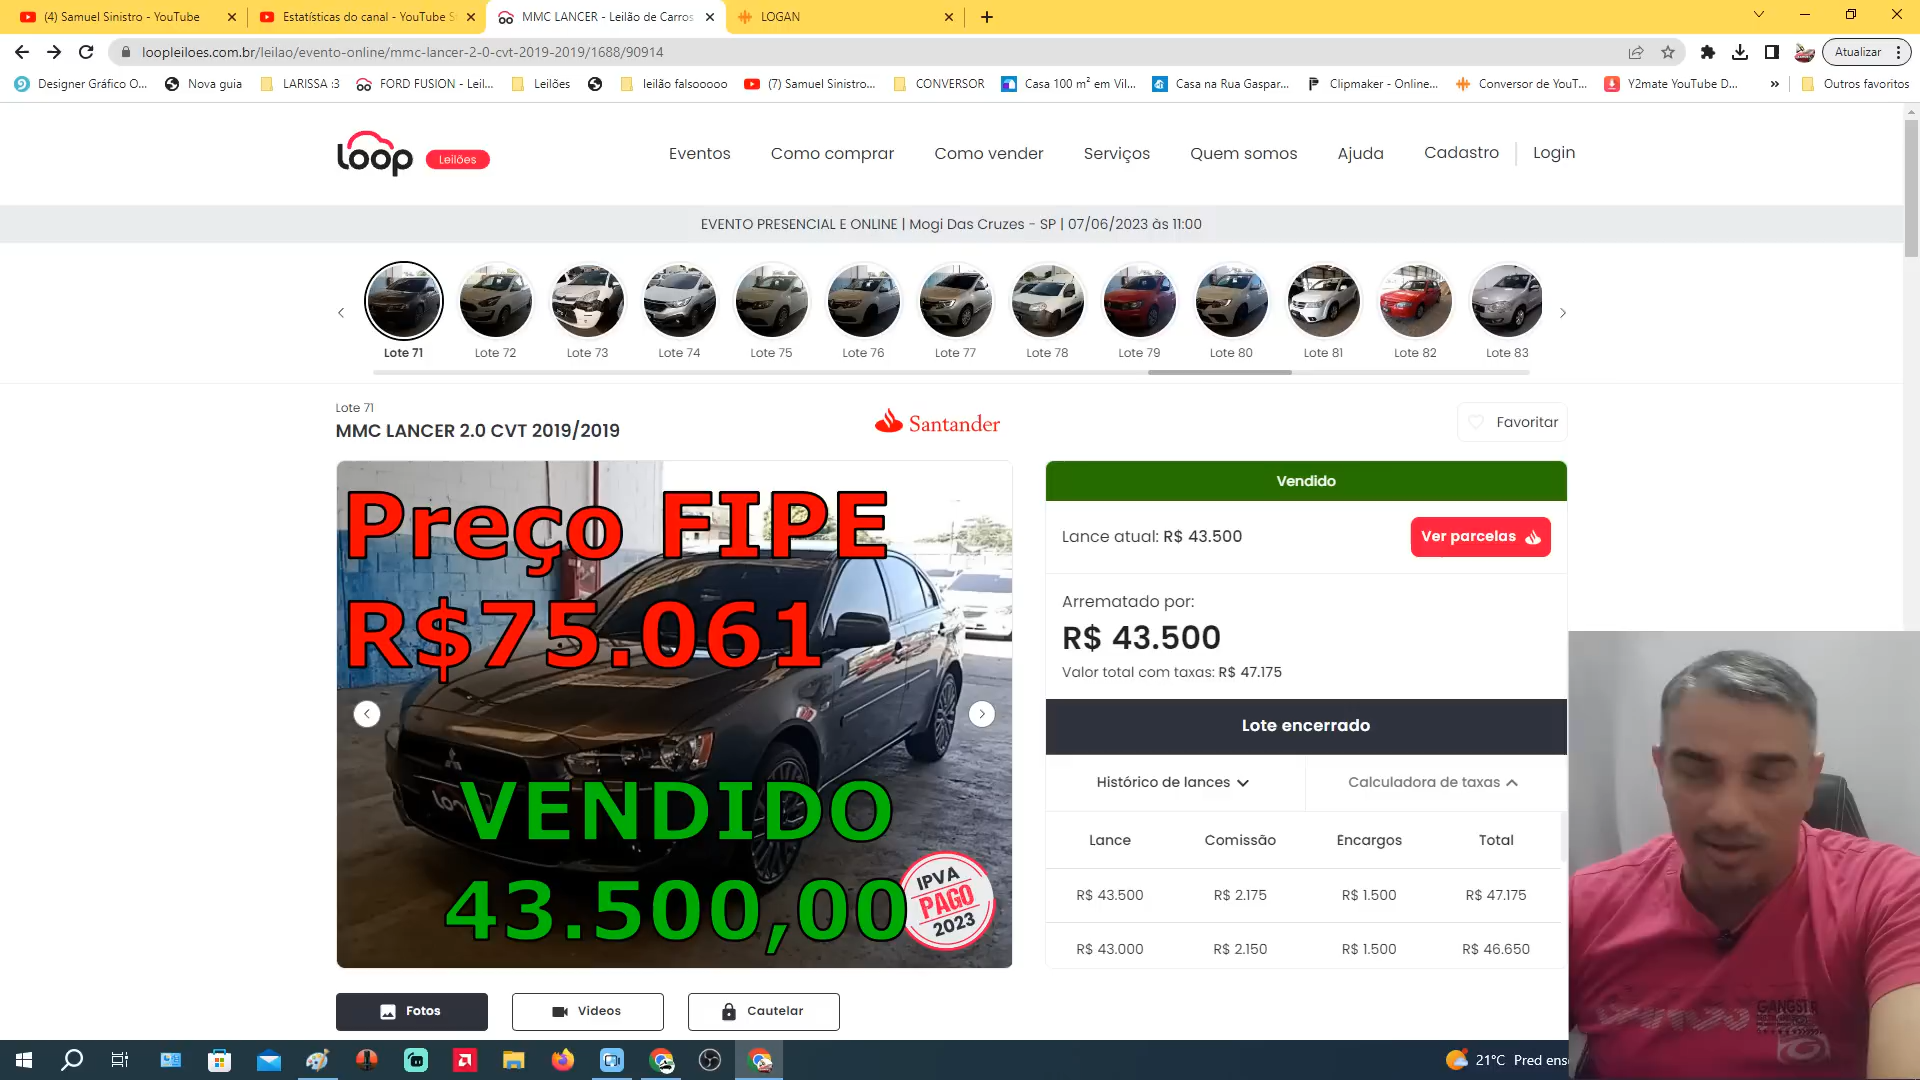 (4) Samuel Sinistro - YouTube
Estatísticas do canal - YouTube S
MMC LANCER - Leilão de Carros
LOGAN
loopleiloes.com.br/leilao/evento-online/mmc-lancer-2-0-cvt-2019-2019/1688/90914
Atualizar
Designer Gráfico O...
Nova guia
LARISSA :3
FORD FUSION - Leil...
Leilões
leilão falsooooo
(7) Samuel Sinistro...
CONVERSOR
Casa 100 m² em Vil...
Casa na Rua Gaspar...
Clipmaker - Online...
Conversor de YouT...
Y2mate YouTube D...
»
Outros favoritos
loop
Leilões
Eventos
Como comprar
Como vender
Serviços
Quem somos
Ajuda
Cadastro
Login
EVENTO PRESENCIAL E ONLINE | Mogi Das Cruzes - SP | 07/06/2023 às 11:00
Lote 71
Lote 72
Lote 73
Lote 74
Lote 75
Lote 76
Lote 77
Lote 78
Lote 79
Lote 80
Lote 81
Lote 82
Lote 83
Lote 71
MMC LANCER 2.0 CVT 2019/2019
Santander
Favoritar
Preço FIPE
R$75.061
VENDIDO
43.500,00
IPVA
PAGO
2023
Vendido
Lance atual: R$ 43.500
Ver parcelas
Arrematado por:
R$ 43.500
Valor total com taxas: R$ 47.175
Lote encerrado
Histórico de lances
Calculadora de taxas
Lance Comissão Encargos Total
R$ 43.500 R$ 2.175 R$ 1.500 R$ 47.175
R$ 43.000 R$ 2.150 R$ 1.500 R$ 46.650
Fotos
Videos
Cautelar
GANGST
21°C Pred ens